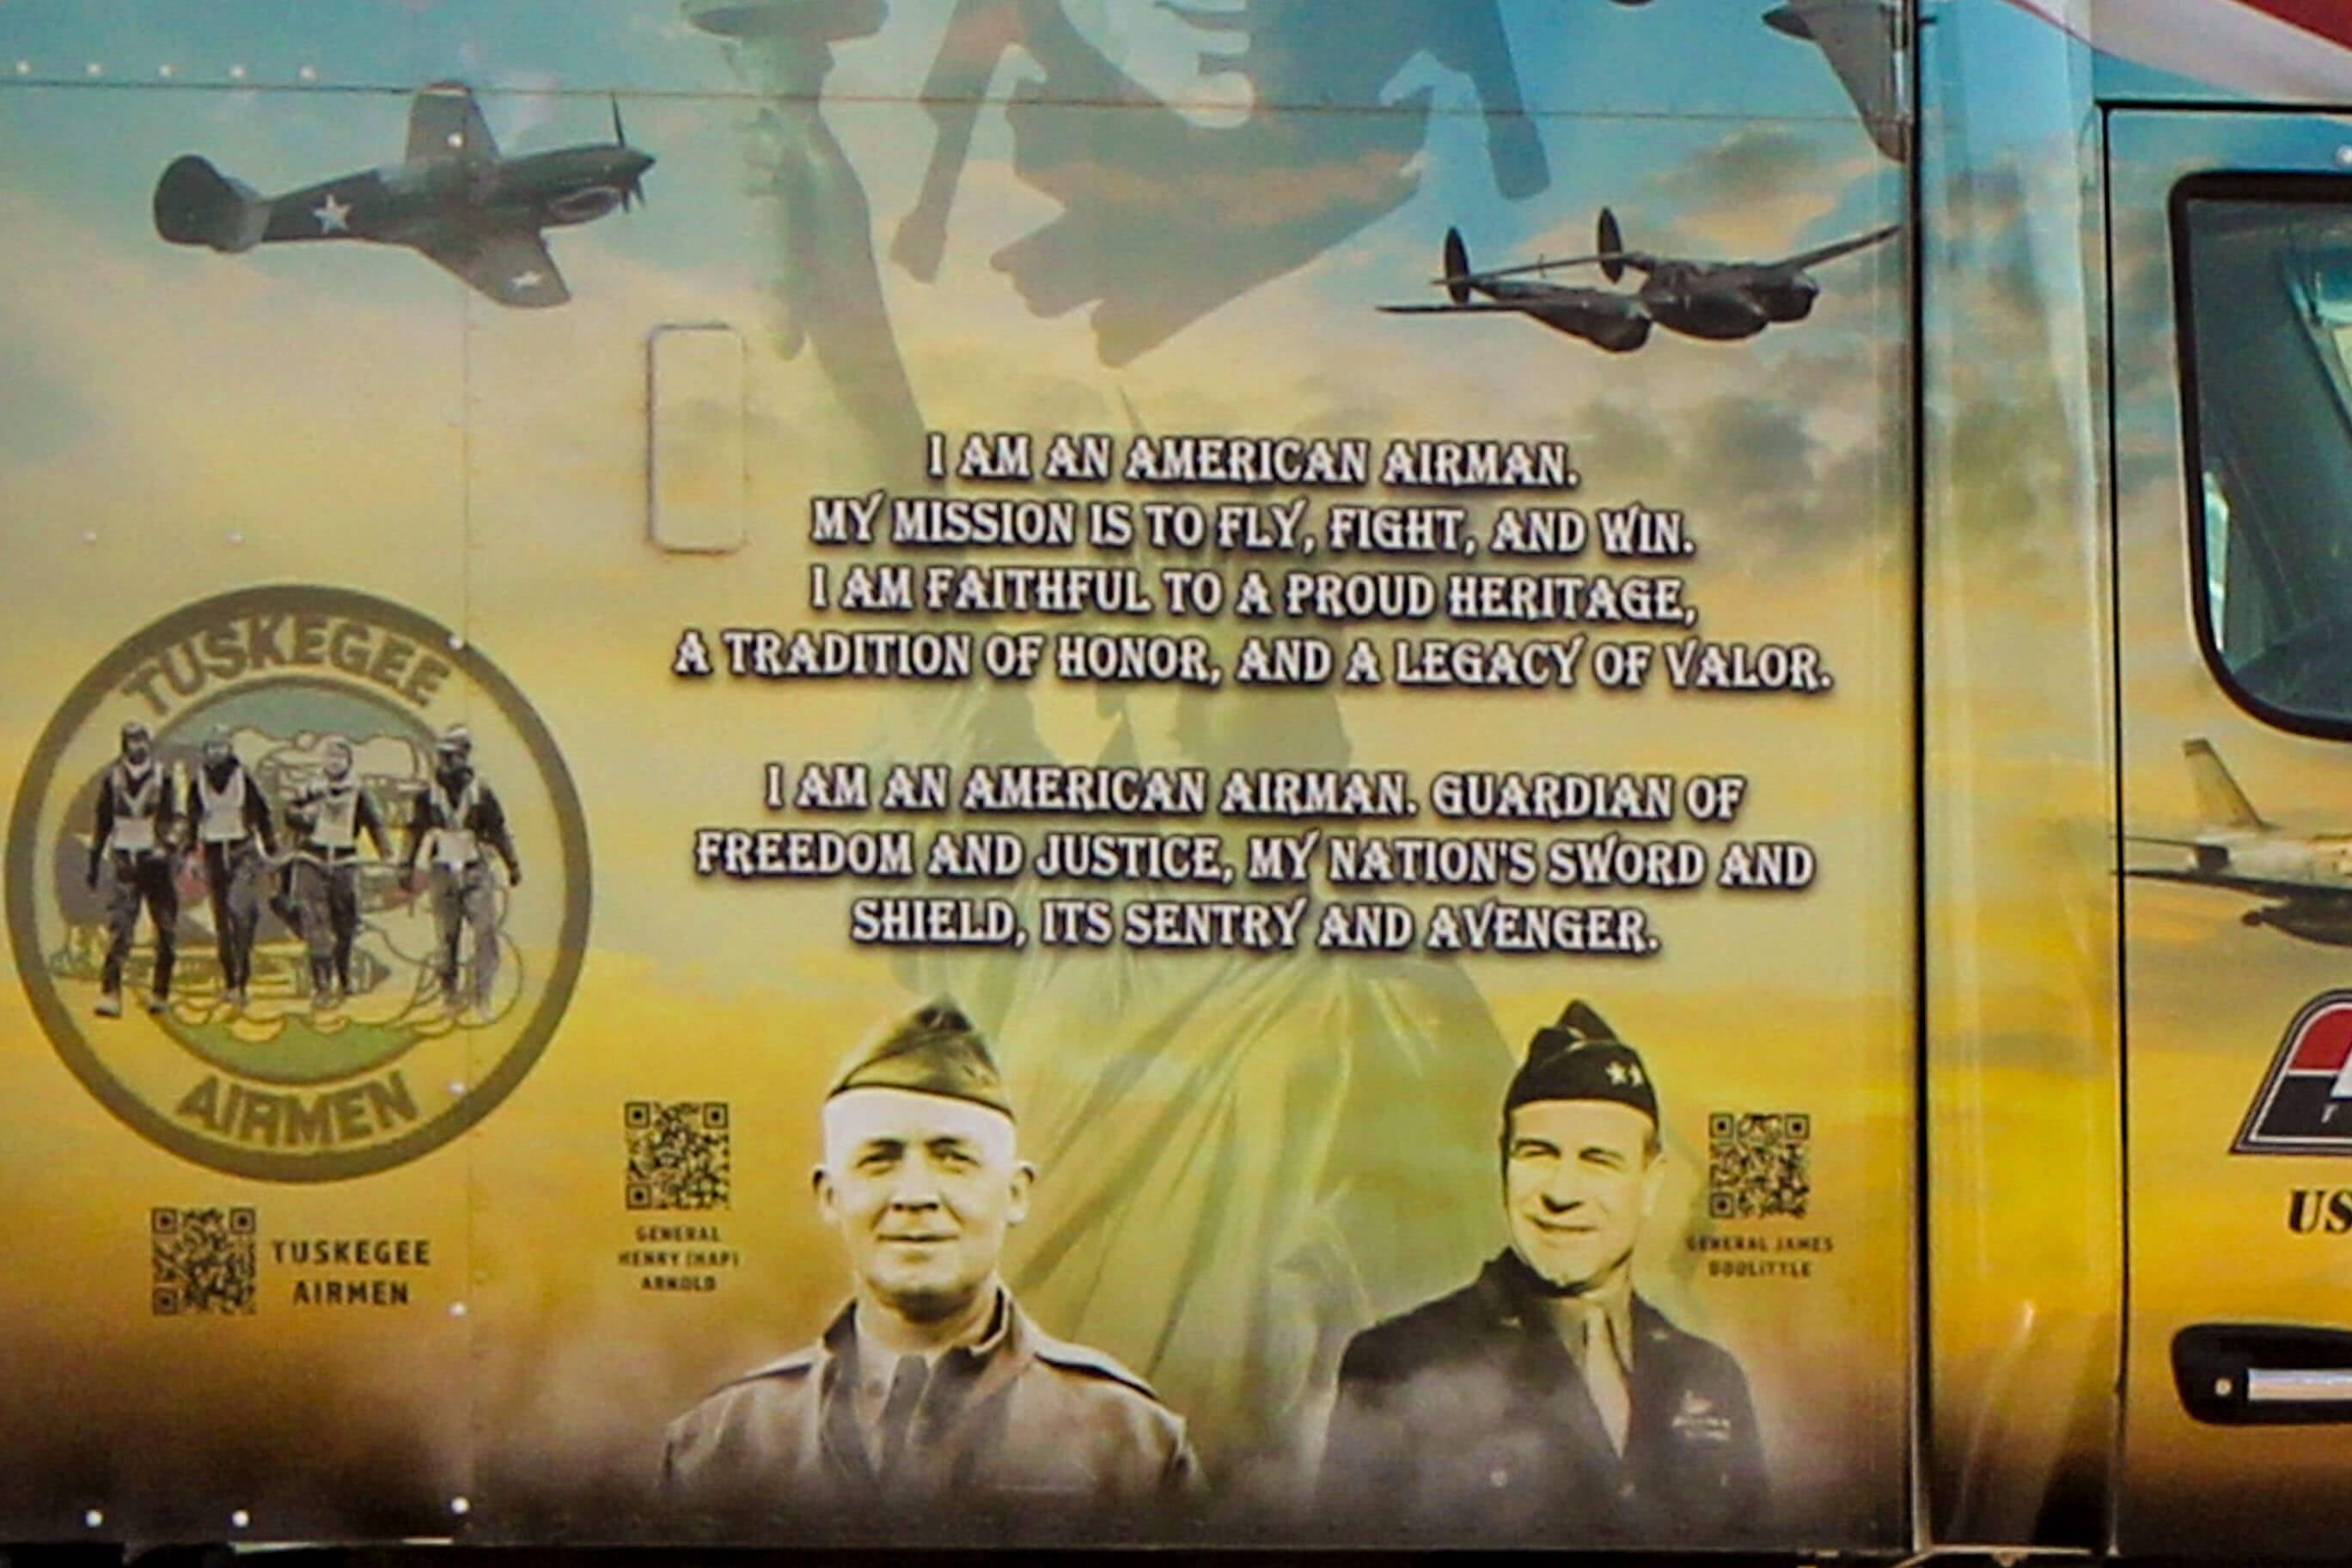 I AM AN AMERICAN AIRMAN.
MY MISSION IS TO FLY, FIGHT, AND WIN.
I AM FAITHFUL TO A PROUD HERITAGE,
A TRADITION OF HONOR, AND A LEGACY OF VALOR.
I AM AN AMERICAN AIRMAN. GUARDIAN OF
FREEDOM AND JUSTICE, MY NATION'S SWORD AND
SHIELD, ITS SENTRY AND AVENGER.
TUSKEGEE
AIRMEN
TUSKEGEE
AIRMEN
GENERAL
HENRY (HAP)
ARNOLD
GENERAL JAMES
DOOLITTLE
US